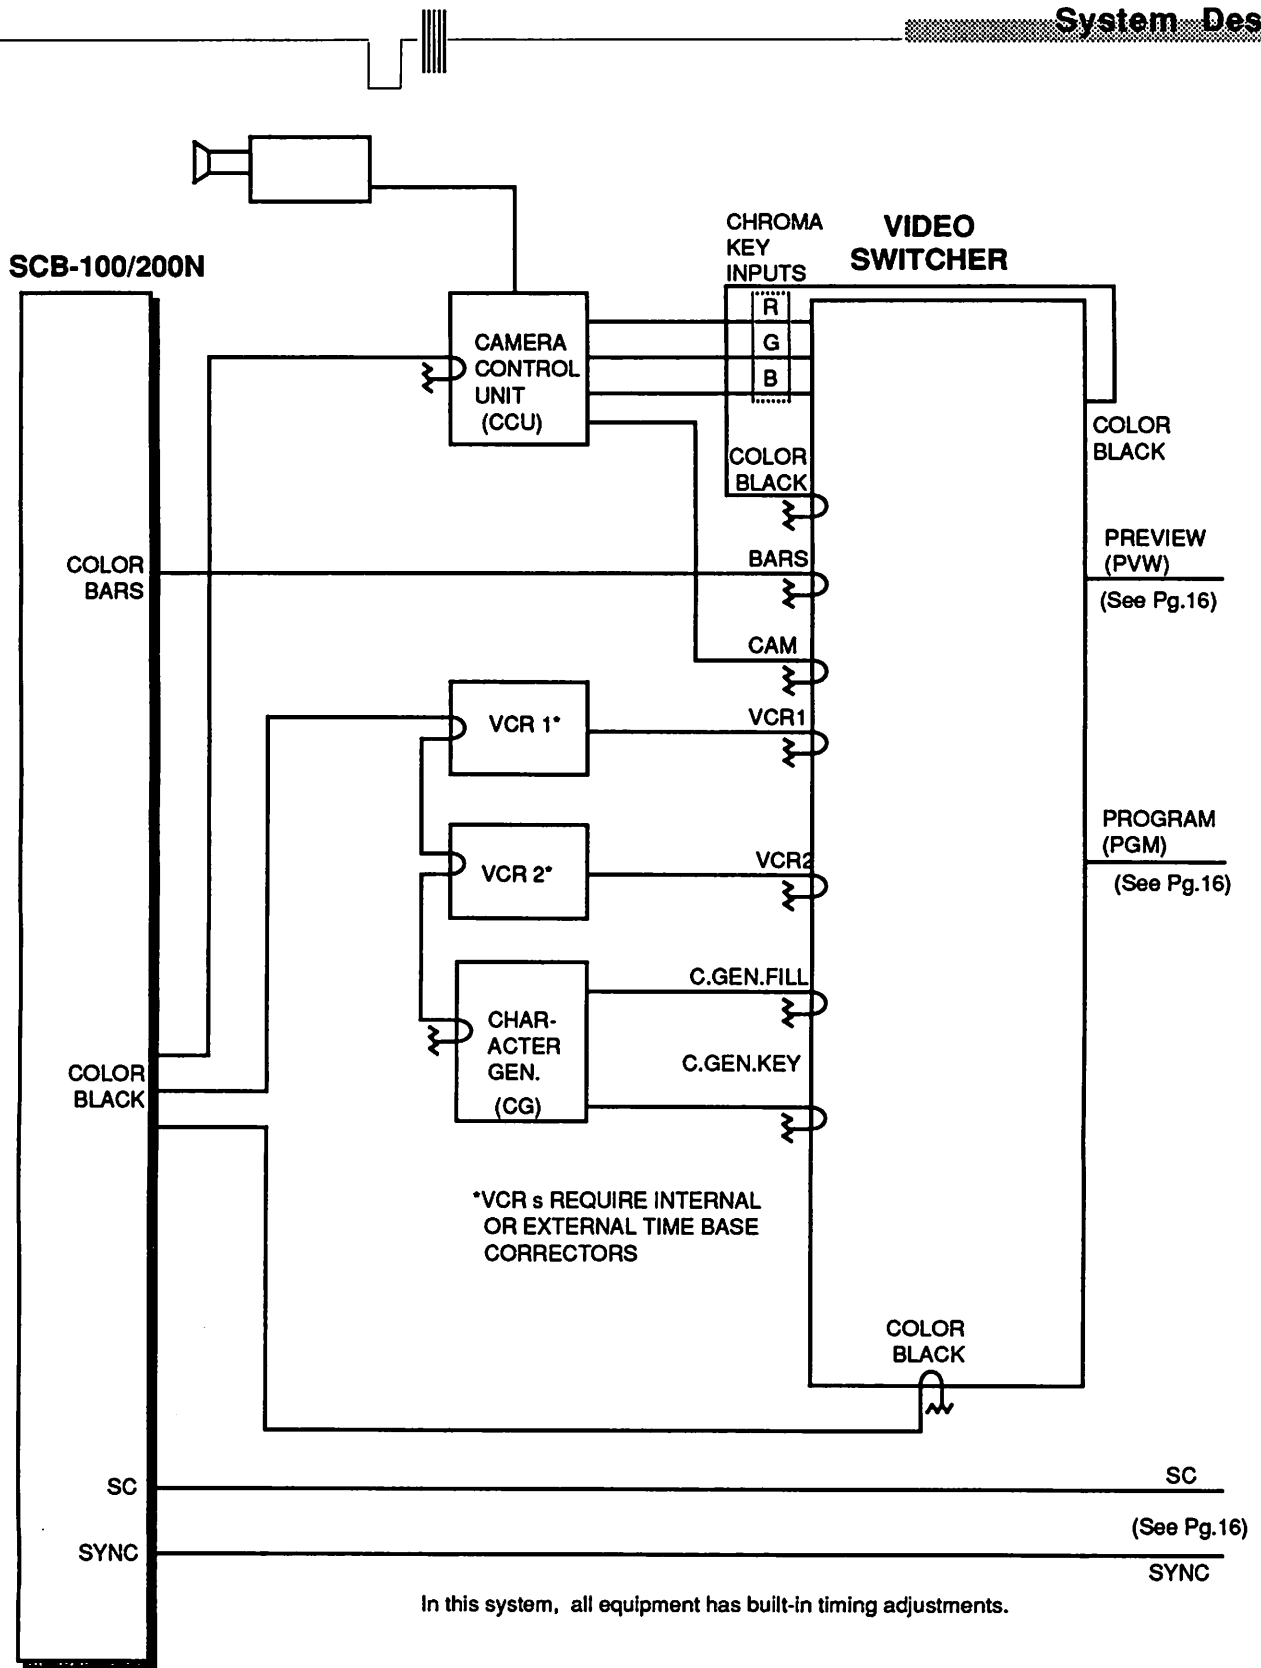 System Des
SCB-100/200N
CHROMA
KEY
INPUTS
VIDEO
SWITCHER
R
G
B
CAMERA
CONTROL
UNIT
(CCU)
COLOR
BLACK
COLOR
BLACK
COLOR
BARS
BARS
PREVIEW
(PVW)
(See Pg.16)
CAM
VCR 1*
VCR1
VCR 2*
VCR2
PROGRAM
(PGM)
(See Pg.16)
C.GEN.FILL
CHAR-
ACTER
GEN.
(CG)
C.GEN.KEY
COLOR
BLACK
*VCR s REQUIRE INTERNAL
OR EXTERNAL TIME BASE
CORRECTORS
COLOR
BLACK
SC
SC
(See Pg.16)
SYNC
SYNC
In this system, all equipment has built-in timing adjustments.